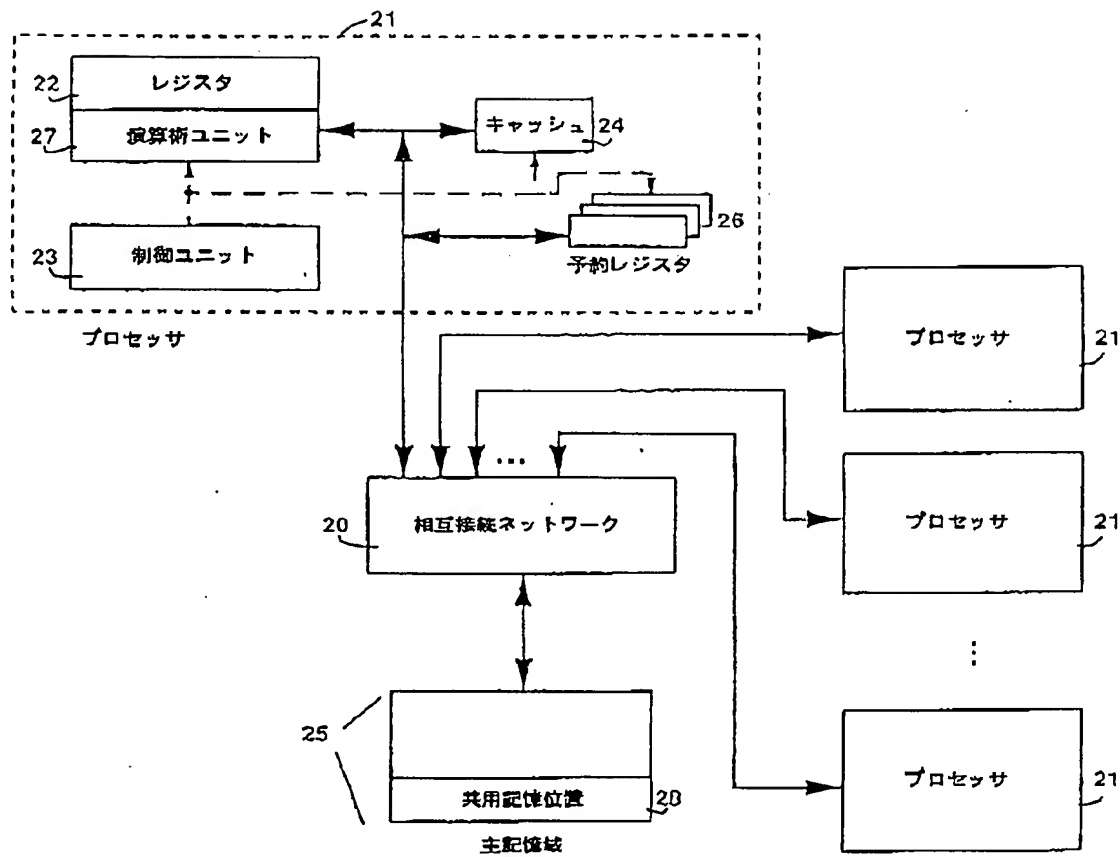 21
22 レジスタ
27 演算術ユニット
キャッシュ 24
26
23 制御ユニット
予約レジスタ
プロセッサ
プロセッサ 21
...
プロセッサ 21
20 相互接続ネットワーク
⋮
25
プロセッサ 21
共用記憶位置 28
主記憶域